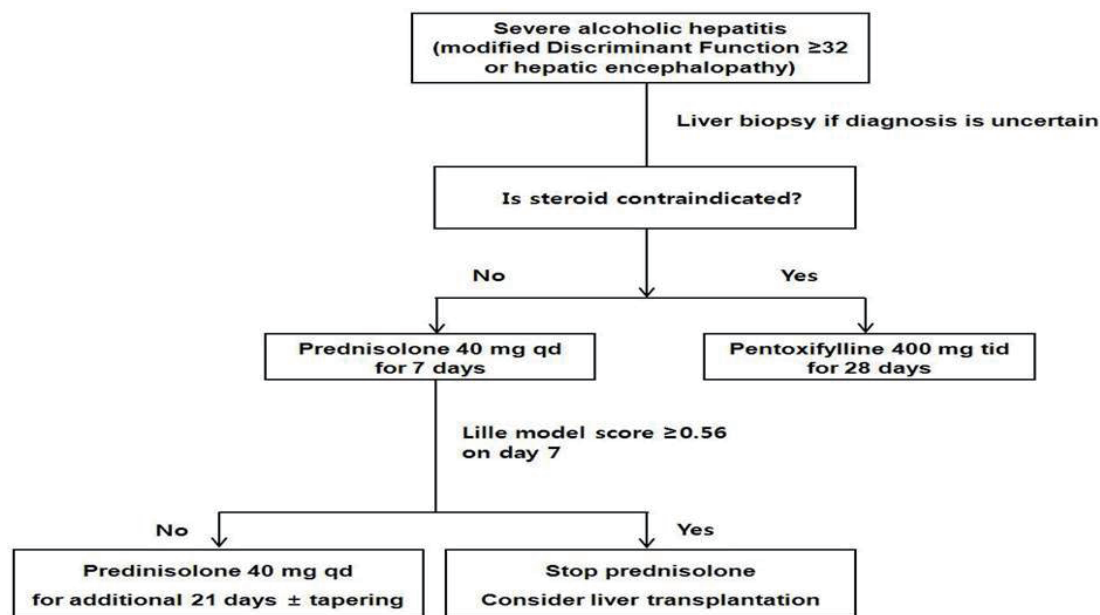 Severe alcoholic hepatitis
(modified Discriminant Function ≥32
or hepatic encephalopathy)
Liver biopsy if diagnosis is uncertain
Is steroid contraindicated?
No
Yes
Prednisolone 40 mg qd
for 7 days
Pentoxifylline 400 mg tid
for 28 days
Lille model score ≥0.56
on day 7
No
Yes
Predinisolone 40 mg qd
for additional 21 days ± tapering
Stop prednisolone
Consider liver transplantation